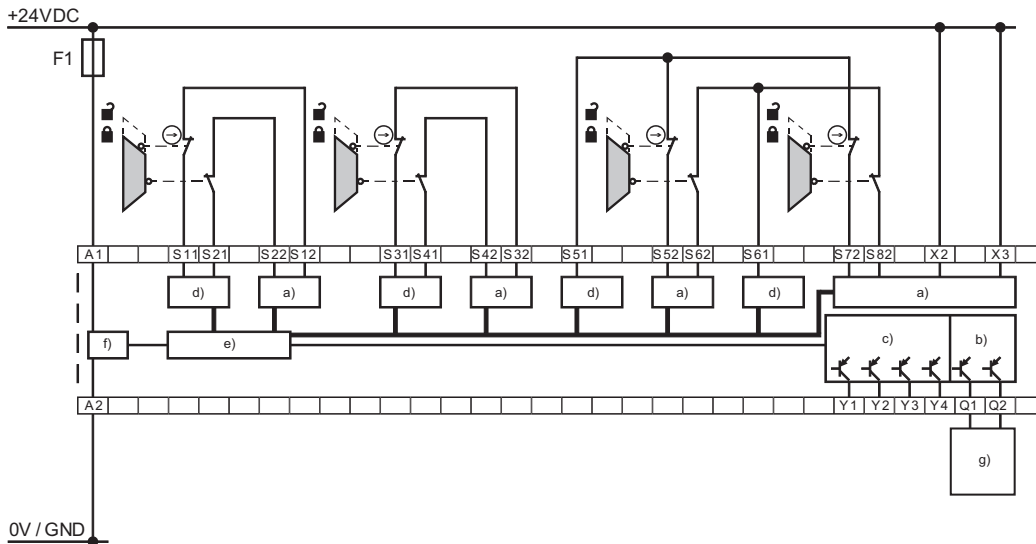 +24VDC
F1
A1 S11 S21 S22 S12 S31 S41 S42 S32 S51 S52 S62 S61 S72 S82 X2 X3
d) a) d) a) d) a) d) a)
f) e) c) b)
A2 Y1 Y2 Y3 Y4 Q1 Q2
g)
0V / GND